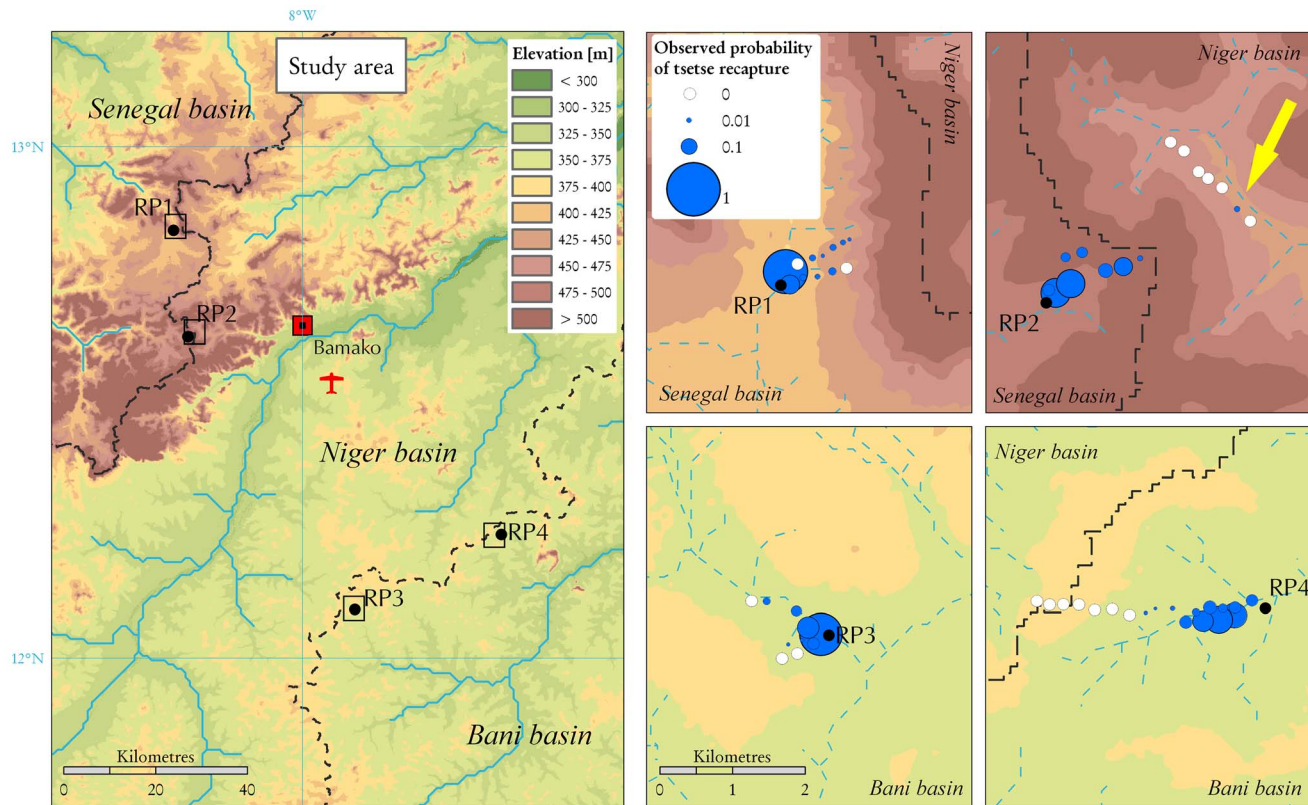 8°W
Study area
Elevation [m]
< 300
300 - 325
325 - 350
350 - 375
375 - 400
400 - 425
425 - 450
450 - 475
475 - 500
> 500
Senegal basin
13°N
RP1
RP2
Bamako
Niger basin
RP4
RP3
12°N
Bani basin
Kilometres
0 20 40
Observed probability
of tsetse recapture
0
0.01
0.1
1
Niger basin
RP1
Senegal basin
Niger basin
RP2
Senegal basin
RP3
Kilometres
0 1 2
Bani basin
Niger basin
RP4
Bani basin